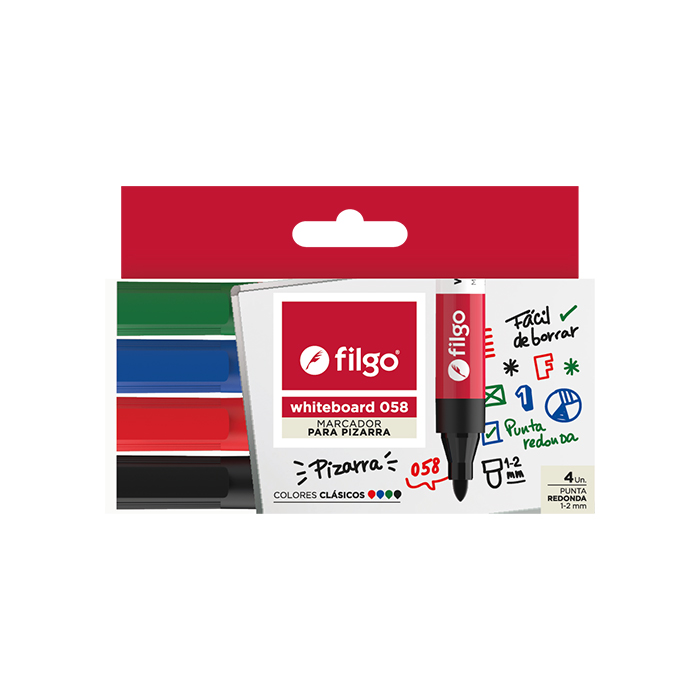 filgo®
whiteboard 058
MARCADOR
PARA PIZARRA
Pizarra
COLORES CLÁSICOS
filgo
058
Fácil
de borrar
* F *
1
Punta
redonda
1-2
mm
4 Un.
PUNTA
REDONDA
1-2 mm